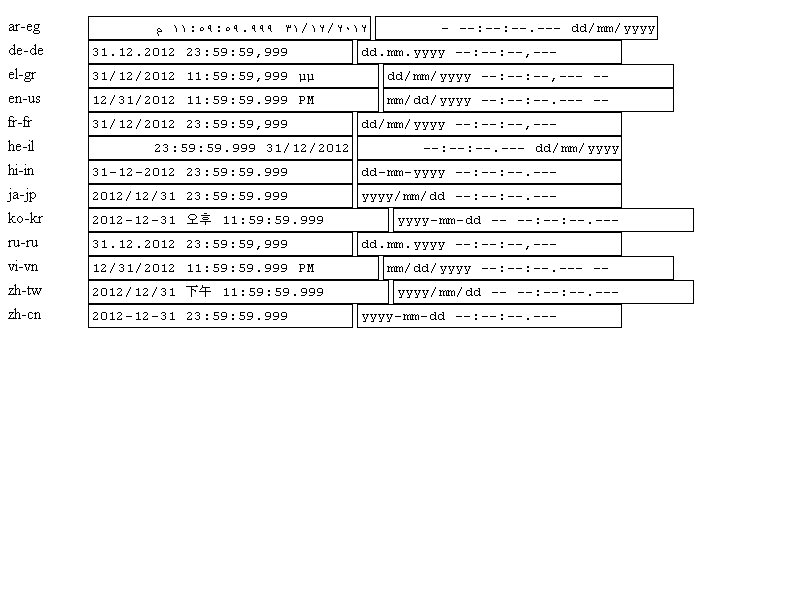 ar-eg ٣١/١٢/٢٠١٢ ١١:٥٩:٥٩.٩٩٩ م dd/mm/yyyy --:--:--.--- -
de-de 31.12.2012 23:59:59,999 dd.mm.yyyy --:--:--,---
el-gr 31/12/2012 11:59:59,999 μμ dd/mm/yyyy --:--:--,--- --
en-us 12/31/2012 11:59:59.999 PM mm/dd/yyyy --:--:--.--- --
fr-fr 31/12/2012 23:59:59,999 dd/mm/yyyy --:--:--,---
he-il 23:59:59.999 31/12/2012 --:--:--.--- dd/mm/yyyy
hi-in 31-12-2012 23:59:59.999 dd-mm-yyyy --:--:--.---
ja-jp 2012/12/31 23:59:59.999 yyyy/mm/dd --:--:--.---
ko-kr 2012-12-31 오후 11:59:59.999 yyyy-mm-dd -- --:--:--.---
ru-ru 31.12.2012 23:59:59,999 dd.mm.yyyy --:--:--,---
vi-vn 12/31/2012 11:59:59.999 PM mm/dd/yyyy --:--:--.--- --
zh-tw 2012/12/31 下午 11:59:59.999 yyyy/mm/dd -- --:--:--.---
zh-cn 2012-12-31 23:59:59.999 yyyy-mm-dd --:--:--.---